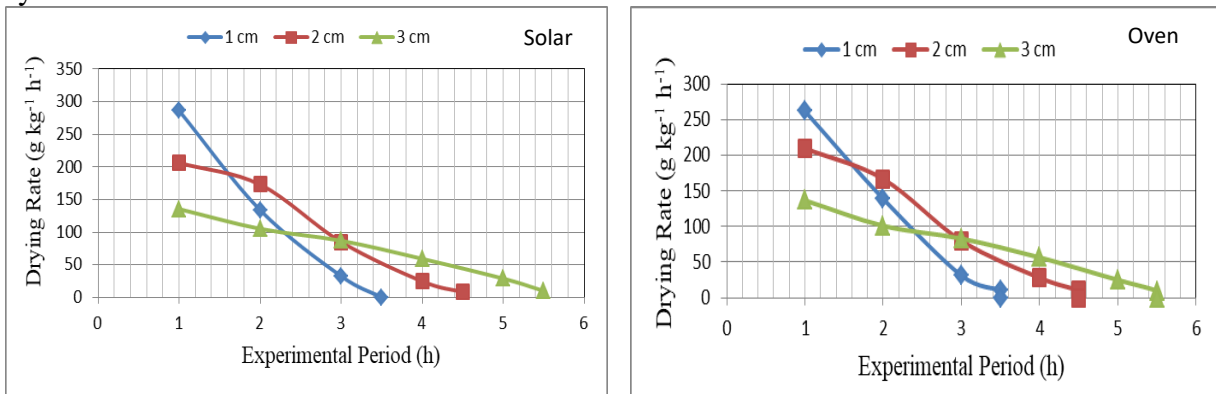 1 cm 2 cm 3 cm
Solar
Drying Rate (g kg⁻¹ h⁻¹)
350
300
250
200
150
100
50
0
0 1 2 3 4 5 6
Experimental Period (h)
1 cm 2 cm 3 cm
Oven
Drying Rate (g kg⁻¹ h⁻¹)
300
250
200
150
100
50
0
0 1 2 3 4 5 6
Experimental Period (h)